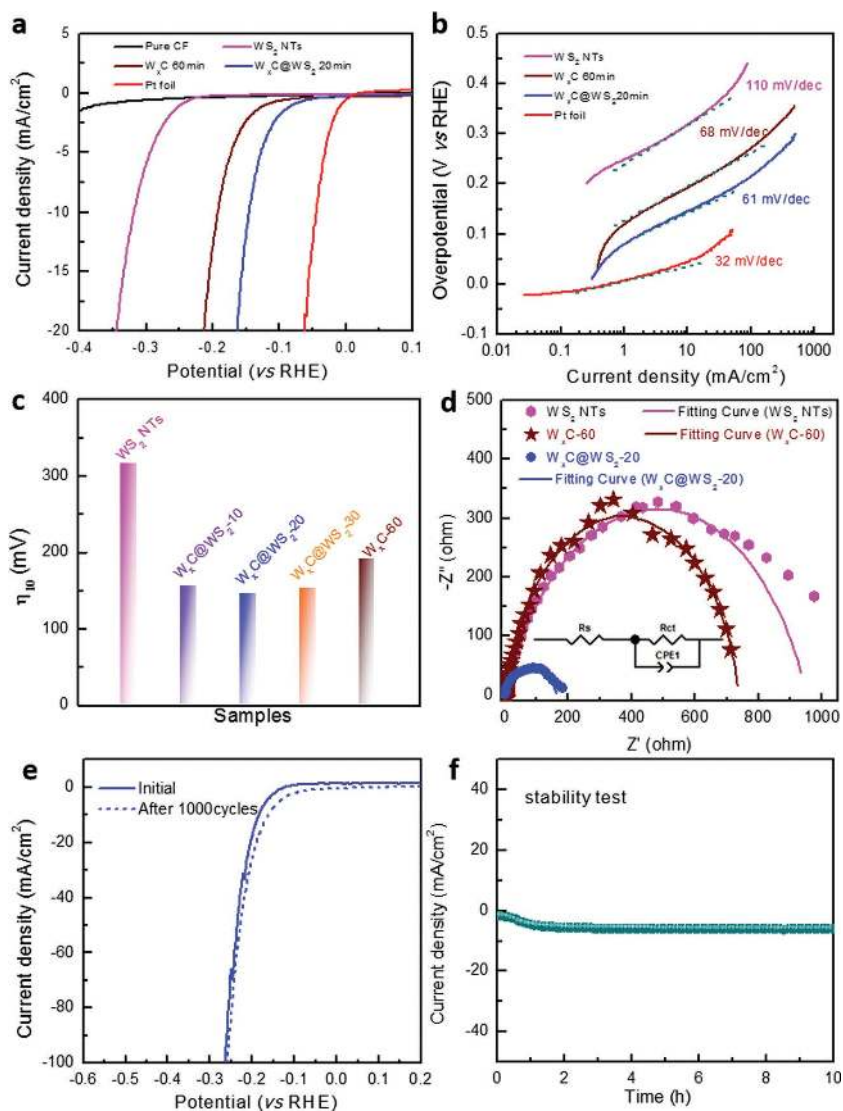 a
Pure CF
WS₂ NTs
WₓC 60min
WₓC@WS₂ 20min
Pt foil
5
0
-5
-10
-15
-20
Current density (mA/cm²)
-0.4 -0.3 -0.2 -0.1 0.0 0.1
Potential (vs RHE)
b
WS₂ NTs
WₓC 60min
WₓC@WS₂20min
Pt foil
110 mV/dec
68 mV/dec
61 mV/dec
32 mV/dec
0.5
0.4
0.3
0.2
0.1
0.0
-0.1
Overpotential (V vs RHE)
0.01 0.1 1 10 100 1000
Current density (mA/cm²)
c
400
300
200
100
0
η₁₀ (mV)
WS₂ NTs
WₓC@WS₂-10
WₓC@WS₂-20
WₓC@WS₂-30
WₓC-60
Samples
d
WS₂ NTs
Fitting Curve (WS₂ NTs)
WₓC-60
Fitting Curve (WₓC-60)
WₓC@WS₂-20
Fitting Curve (WₓC@WS₂-20)
500
400
300
200
100
0
-Z" (ohm)
Rs
Rct
CPE1
0 200 400 600 800 1000
Z' (ohm)
e
Initial
After 1000cycles
0
-20
-40
-60
-80
-100
Current density (mA/cm²)
-0.6 -0.5 -0.4 -0.3 -0.2 -0.1 0.0 0.1 0.2
Potential (vs RHE)
f
stability test
40
20
0
-20
-40
Current density (mA/cm²)
0 2 4 6 8 10
Time (h)